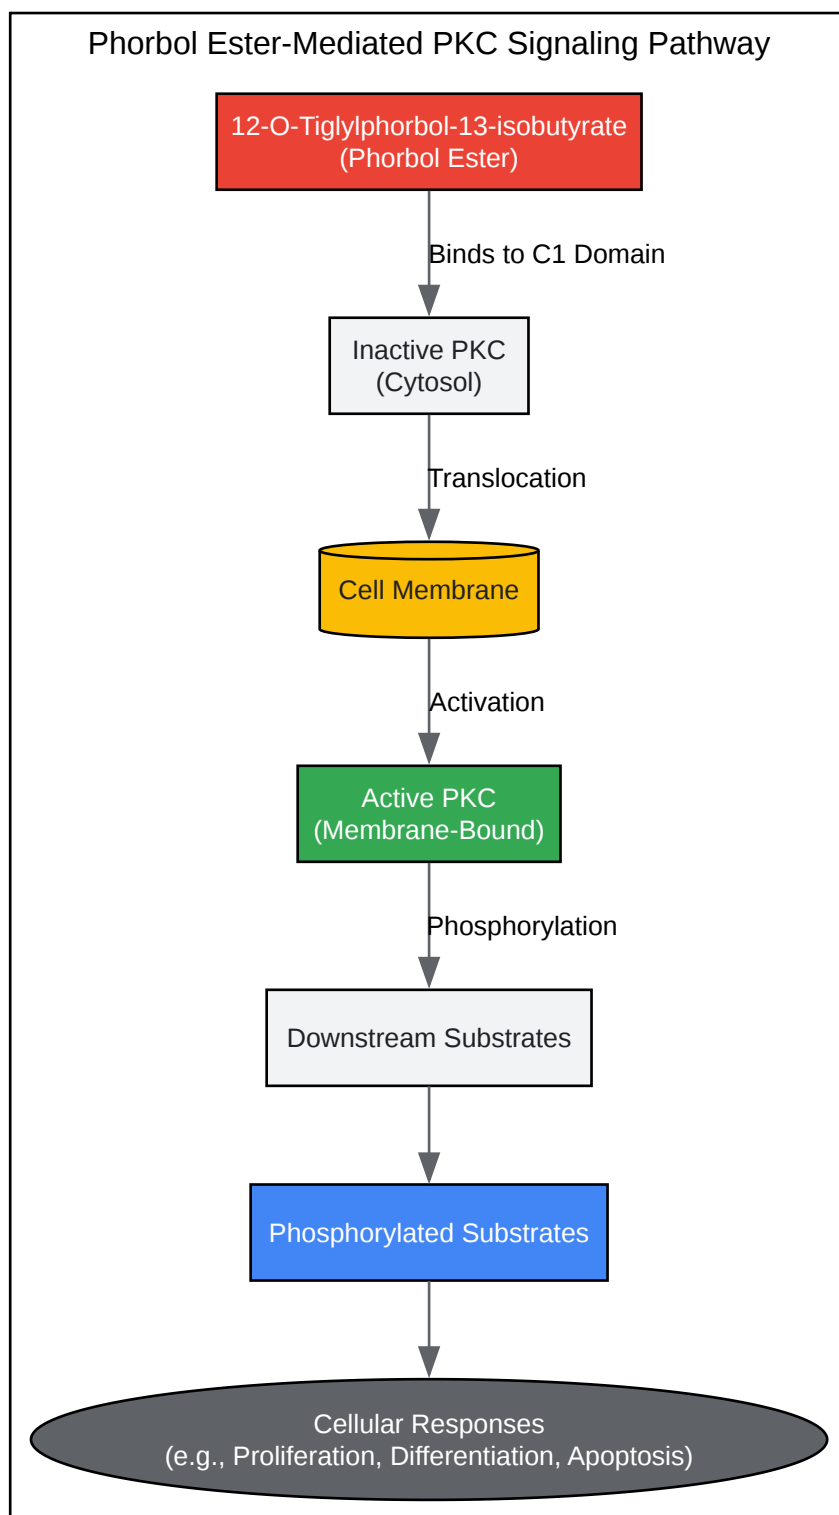 Phorbol Ester-Mediated PKC Signaling Pathway
12-O-Tiglylphorbol-13-isobutyrate
(Phorbol Ester)
Binds to C1 Domain
Inactive PKC
(Cytosol)
Translocation
Cell Membrane
Activation
Active PKC
(Membrane-Bound)
Phosphorylation
Downstream Substrates
Phosphorylated Substrates
Cellular Responses
(e.g., Proliferation, Differentiation, Apoptosis)